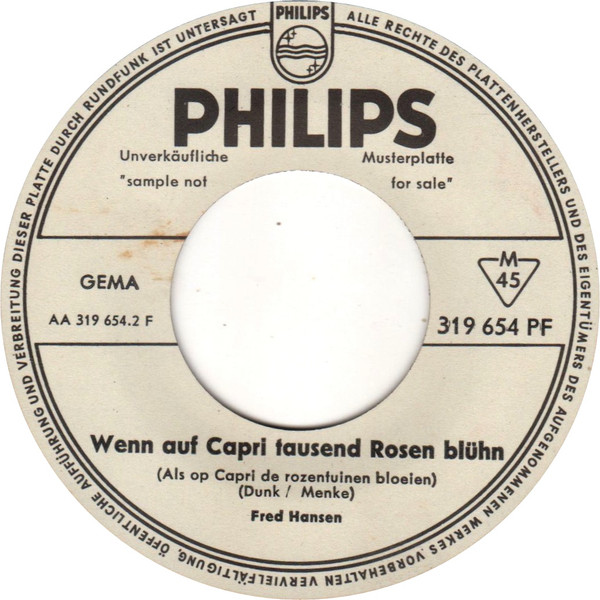 ALLE RECHTE DES PLATTENHERSTELLERS UND DES EIGENTÜMERS DES AUFGENOMMENEN WERKES VORBEHALTEN VERVIELFÄLTIGUNG, ÖFFENTLICHE AUFFÜHRUNG UND VERBREITUNG DIESER PLATTE DURCH RUNDFUNK IST UNTERSAGT
PHILIPS
PHILIPS
Unverkäufliche Musterplatte
"sample not for sale"
GEMA
M
45
AA 319 654.2 F
319 654 PF
Wenn auf Capri tausend Rosen blühn
(Als op Capri de rozentuinen bloeien)
(Dunk / Menke)
Fred Hansen